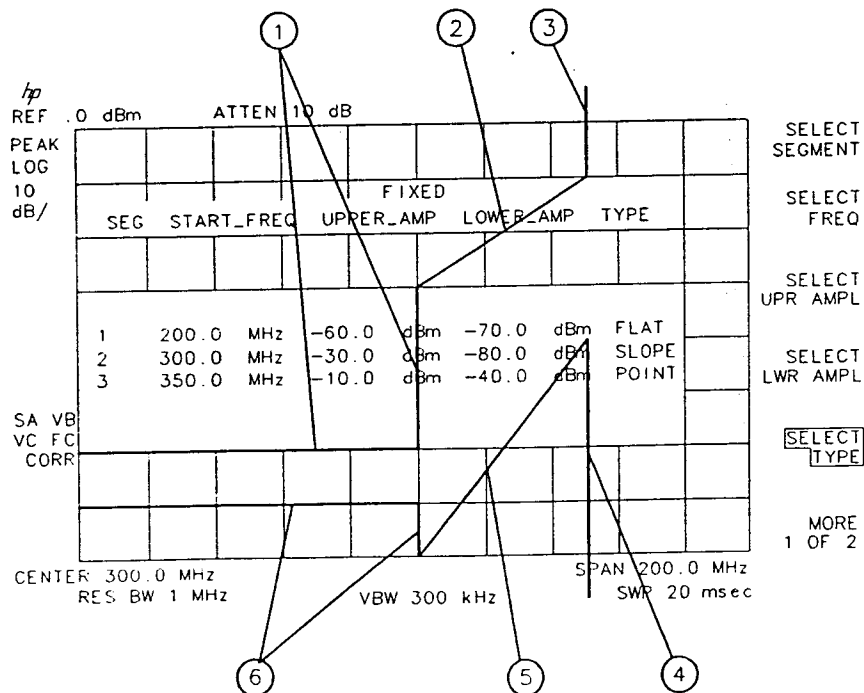 1 2 3
hp
REF .0 dBm ATTEN 10 dB
PEAK
LOG
10
dB/
FIXED
SEG START_FREQ UPPER_AMP LOWER_AMP TYPE
1 200.0 MHz -60.0 dBm -70.0 dBm FLAT
2 300.0 MHz -30.0 dBm -80.0 dBm SLOPE
3 350.0 MHz -10.0 dBm -40.0 dBm POINT
SA VB
VC FC
CORR
SELECT
SEGMENT
SELECT
FREQ
SELECT
UPR AMPL
SELECT
LWR AMPL
SELECT
TYPE
MORE
1 OF 2
CENTER 300.0 MHz SPAN 200.0 MHz
RES BW 1 MHz VBW 300 kHz SWP 20 msec
6 5 4